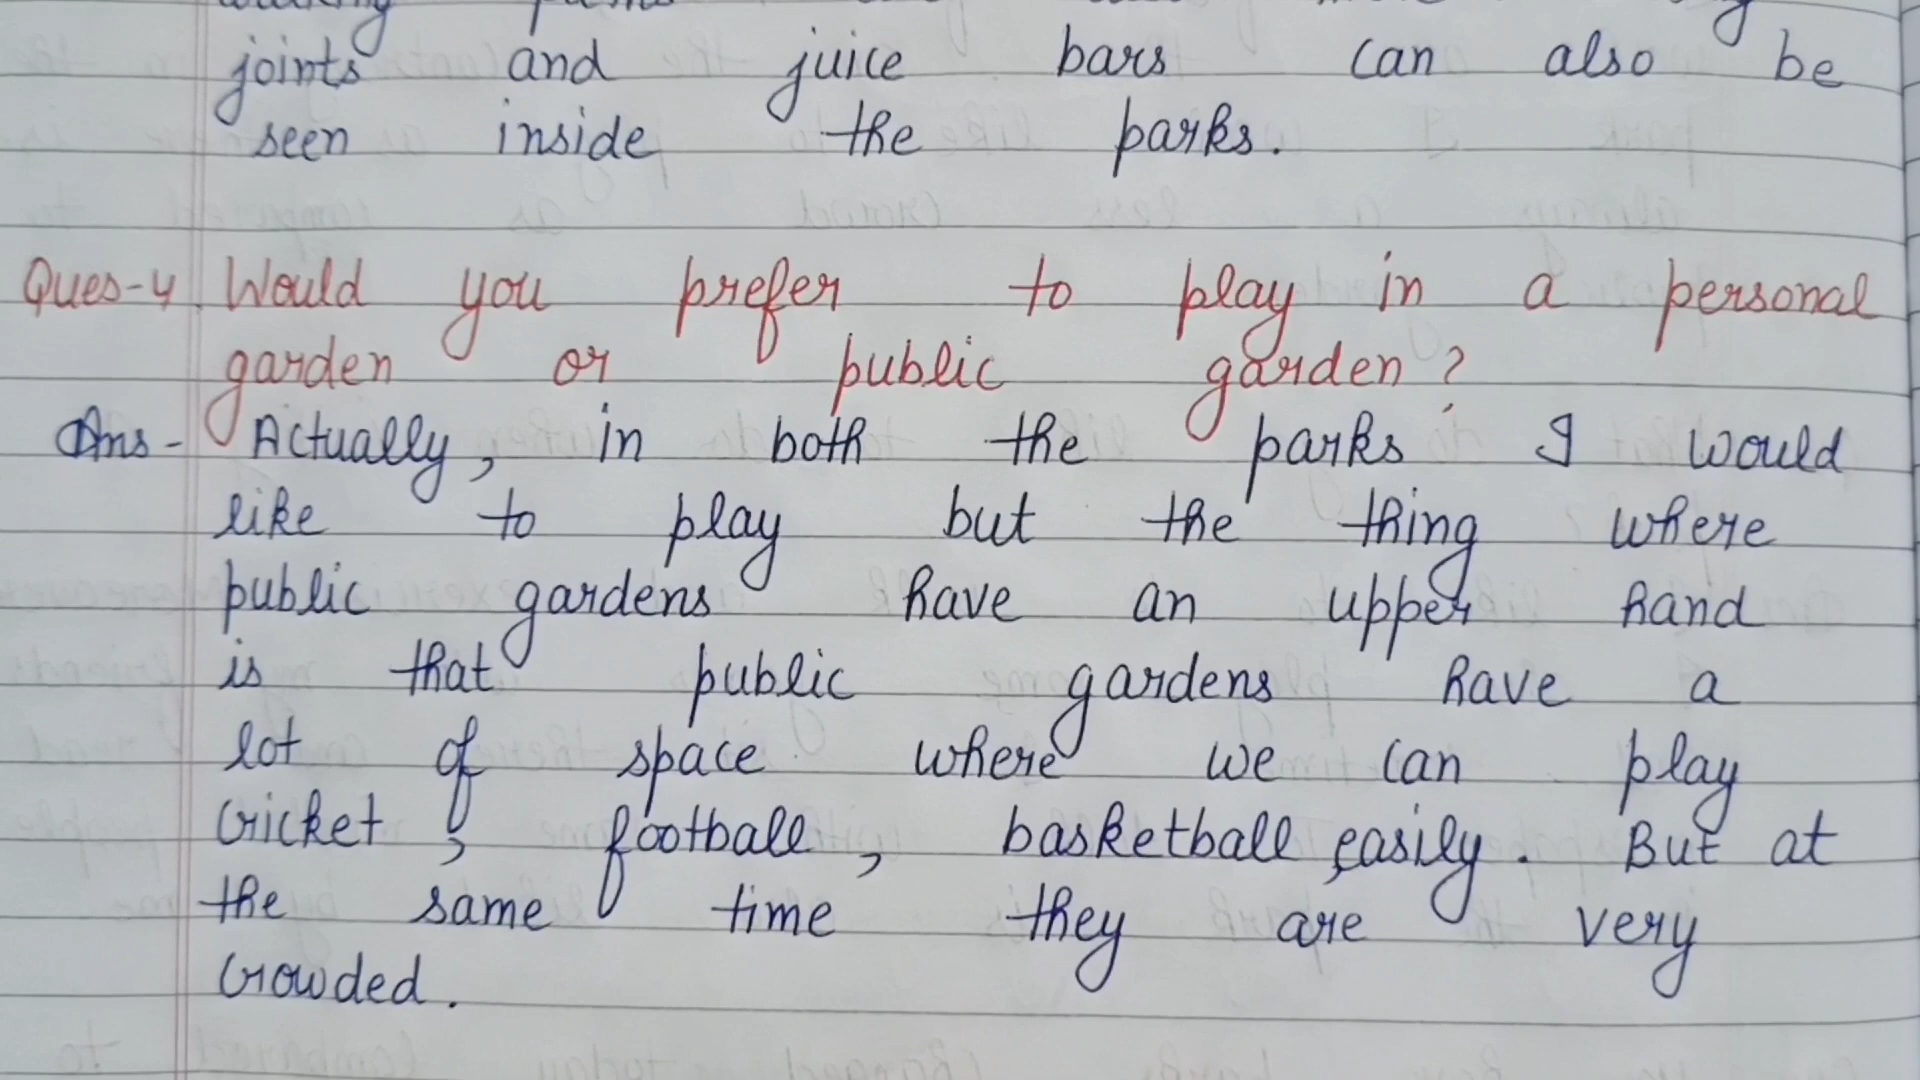 joints and juice bars can also be
seen inside the parks.
Ques-4. Would you prefer to play in a personal
garden or public garden?
Ans- Actually, in both the parks I would
like to play but the thing where
public gardens have an upper hand
is that public gardens have a
lot of space where we can play
cricket, football, basketball easily. But at
the same time they are very
crowded.